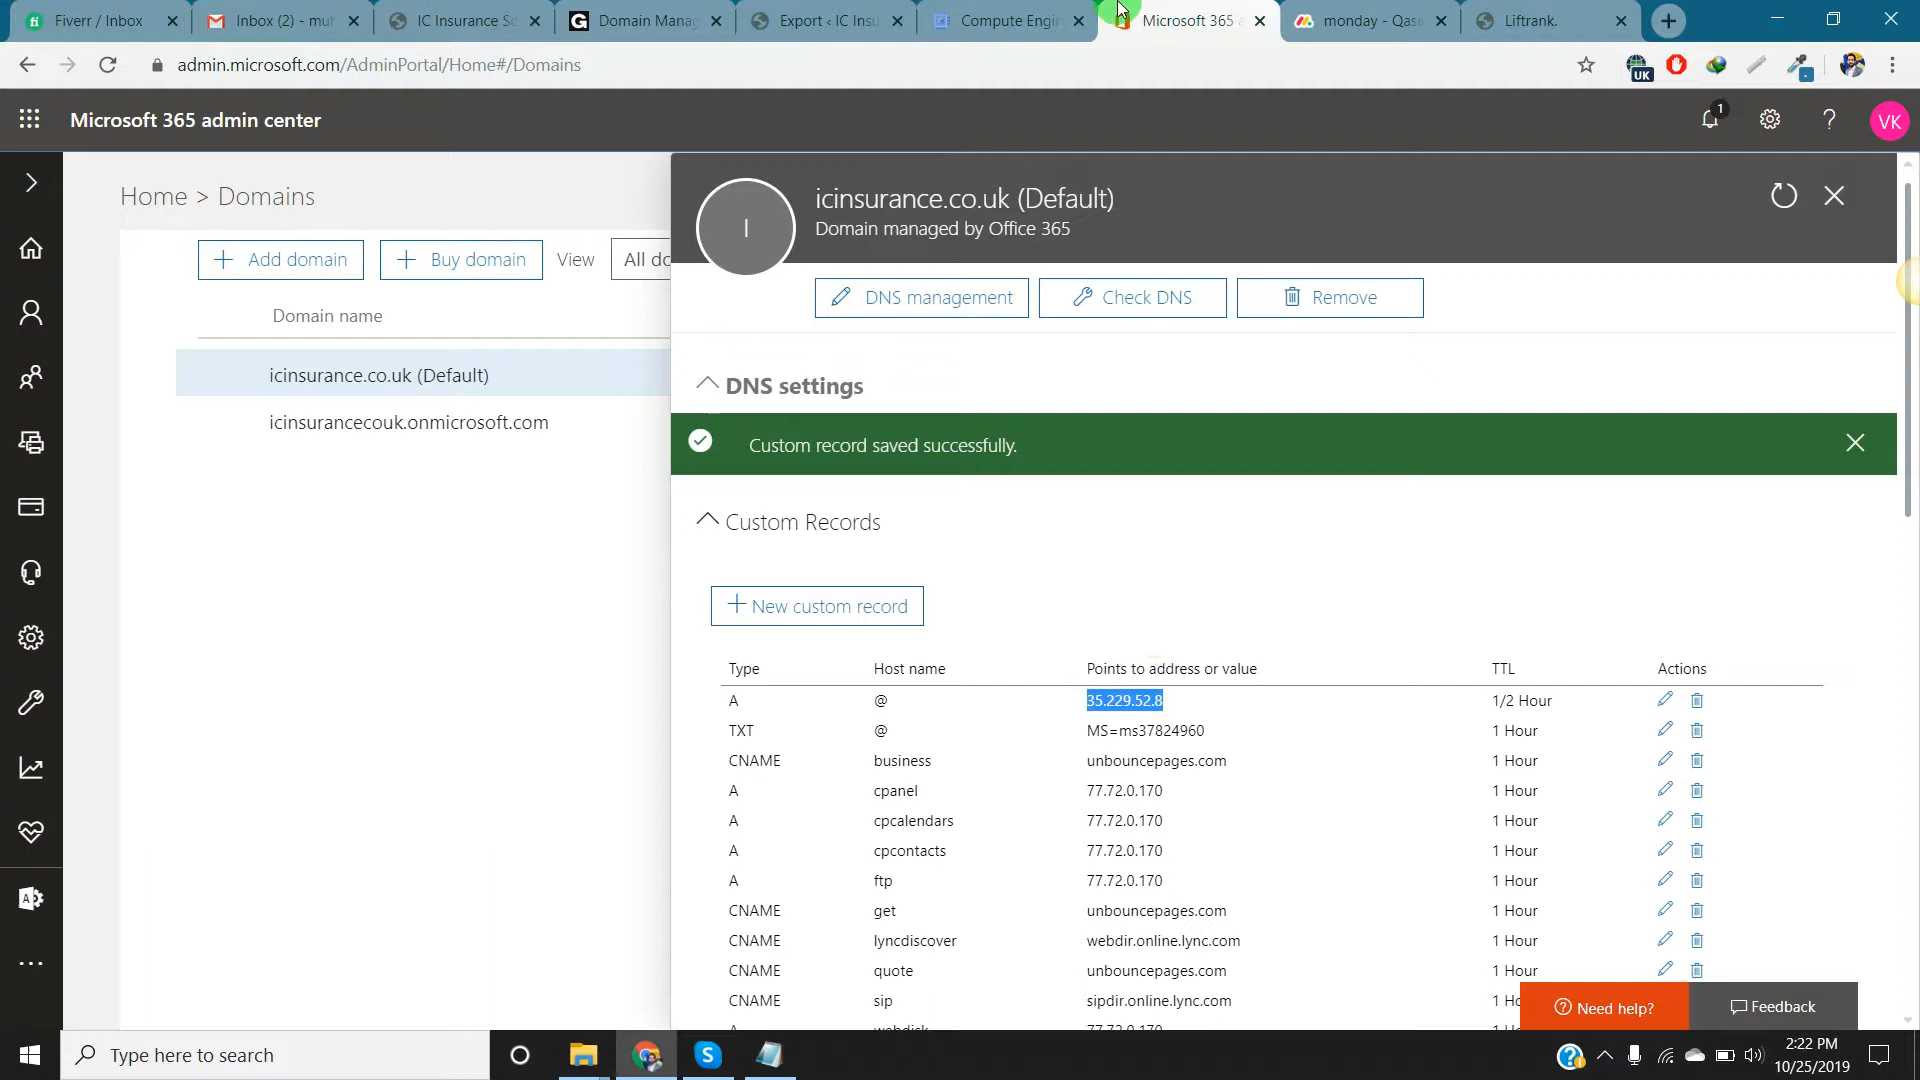 Fiverr / Inbox
Inbox (2) - muh
IC Insurance So
Domain Manag
Export ‹ IC Insu
Compute Engin
Microsoft 365 a
monday - Qasi
Liftrank.
admin.microsoft.com/AdminPortal/Home#/Domains
UK
Microsoft 365 admin center
1
VK
Home > Domains
Add domain
Buy domain
View
All do
Domain name
icinsurance.co.uk (Default)
icinsurancecouk.onmicrosoft.com
I
icinsurance.co.uk (Default)
Domain managed by Office 365
DNS management
Check DNS
Remove
DNS settings
Custom record saved successfully.
Custom Records
New custom record
Type Host name Points to address or value TTL Actions
A @ 35.229.52.8 1/2 Hour
TXT @ MS=ms37824960 1 Hour
CNAME business unbouncepages.com 1 Hour
A cpanel 77.72.0.170 1 Hour
A cpcalendars 77.72.0.170 1 Hour
A cpcontacts 77.72.0.170 1 Hour
A ftp 77.72.0.170 1 Hour
CNAME get unbouncepages.com 1 Hour
CNAME lyncdiscover webdir.online.lync.com 1 Hour
CNAME quote unbouncepages.com 1 Hour
CNAME sip sipdir.online.lync.com 1 Ho
Need help?
Feedback
Type here to search
2:22 PM
10/25/2019